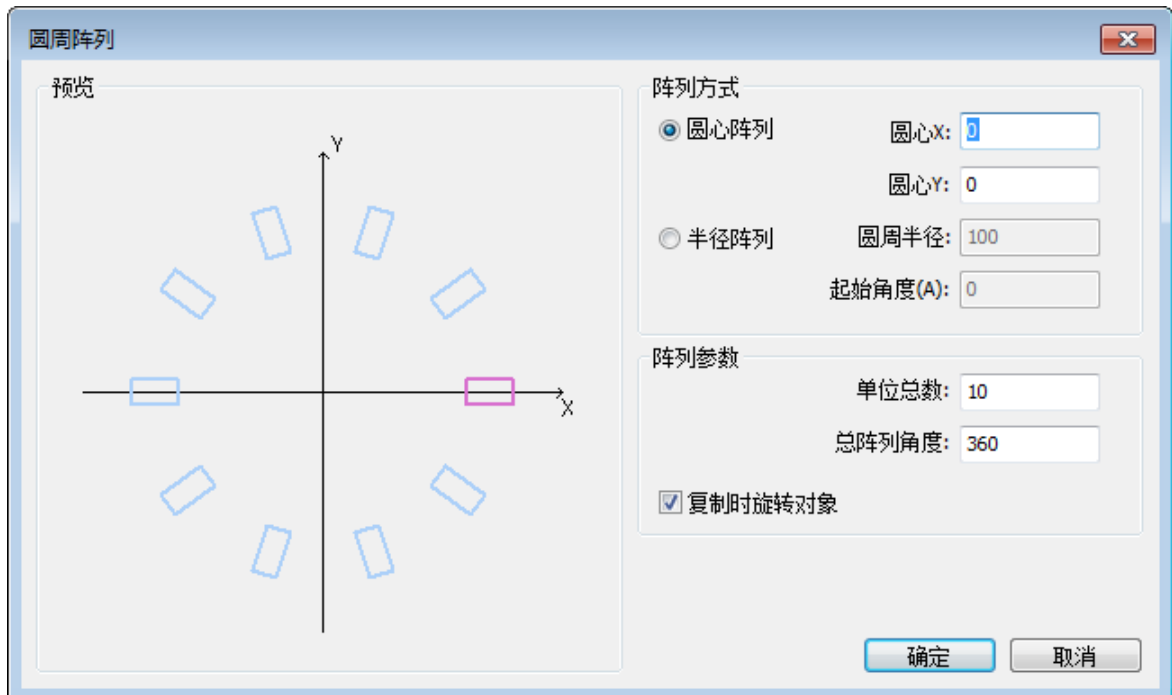 圆周阵列
预览
Y
X
阵列方式
圆心阵列 圆心X: 0
圆心Y: 0
半径阵列 圆周半径: 100
起始角度(A): 0
阵列参数
单位总数: 10
总阵列角度: 360
复制时旋转对象
确定 取消